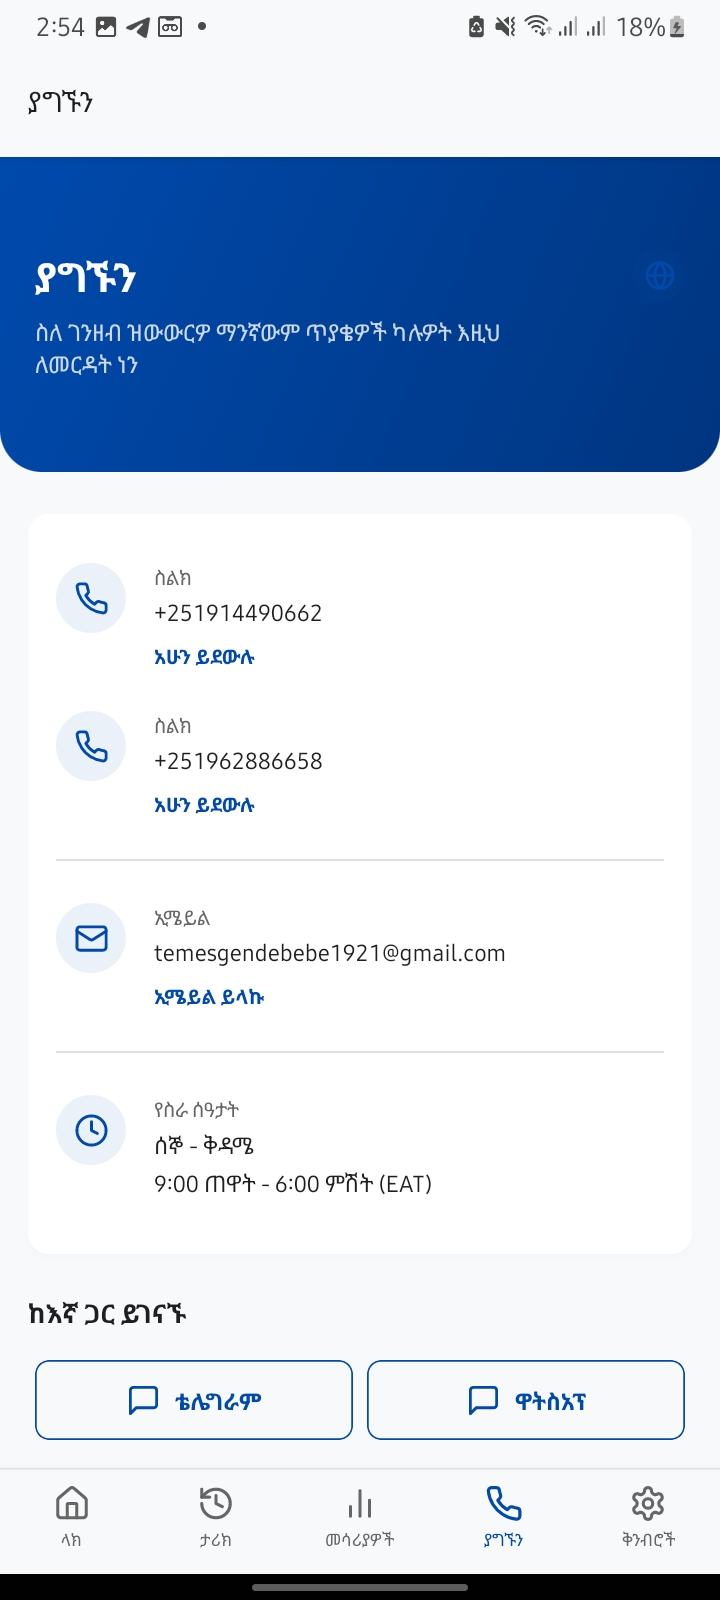 2:54
18%
ያግኙን
ያግኙን
ስለ ገንዘብ ዝውውርዎ ማንኛውም ጥያቄዎች ካሉዎት እዚህ
ለመርዳት ነን
ስልክ
+251914490662
አሁን ይደውሉ
ስልክ
+251962886658
አሁን ይደውሉ
ኢሜይል
temesgendebebe1921@gmail.com
ኢሜይል ይላኩ
የስራ ሰዓታት
ሰኞ - ቅዳሜ
9:00 ጠዋት - 6:00 ምሽት (EAT)
ከእኛ ጋር ይገናኙ
ቴሌግራም
ዋትስአፕ
ላክ
ታሪክ
መሳሪያዎች
ያግኙን
ቅንብሮች